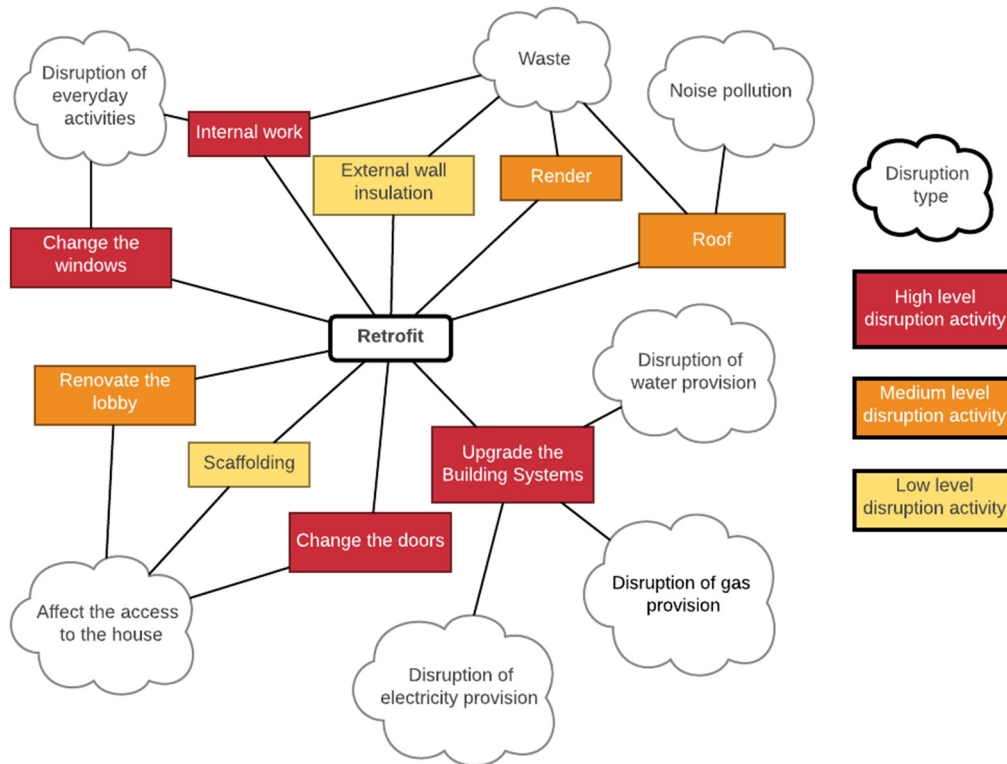 Disruption of
everyday
activities
Waste
Noise pollution
Internal work
External wall
insulation
Render
Disruption
type
Change the
windows
Roof
High level
disruption activity
Retrofit
Disruption of
water provision
Renovate the
lobby
Medium level
disruption activity
Scaffolding
Upgrade the
Building Systems
Low level
disruption activity
Change the doors
Disruption of gas
provision
Affect the access
to the house
Disruption of
electricity provision